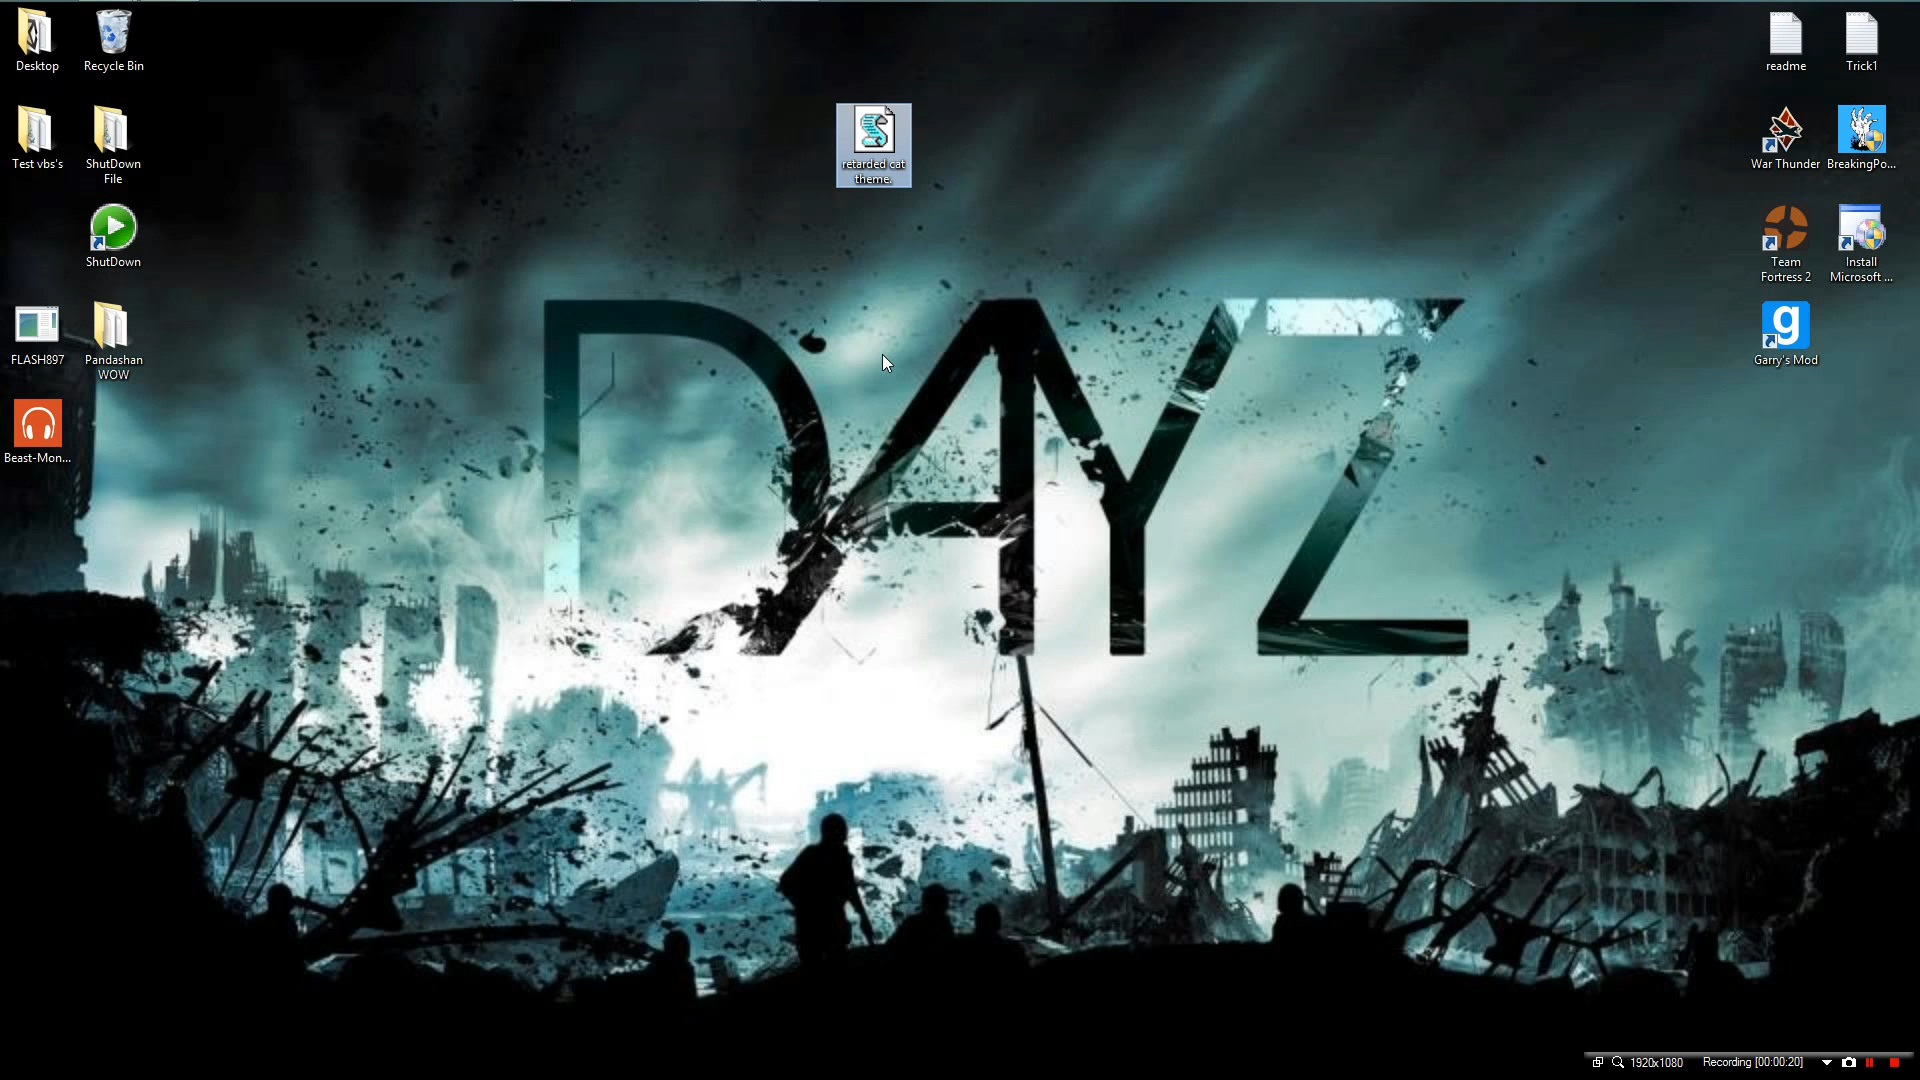 Desktop
Recycle Bin
readme
Trick1
Test vbs's
ShutDown
File
retarded cat
theme.
War Thunder
BreakingPo...
ShutDown
Team
Fortress 2
Install
Microsoft ...
FLASH897
Pandashan
WOW
g
Garry's Mod
Beast-Mon...
DAYZ
1920x1080
Recording [00:00:20]